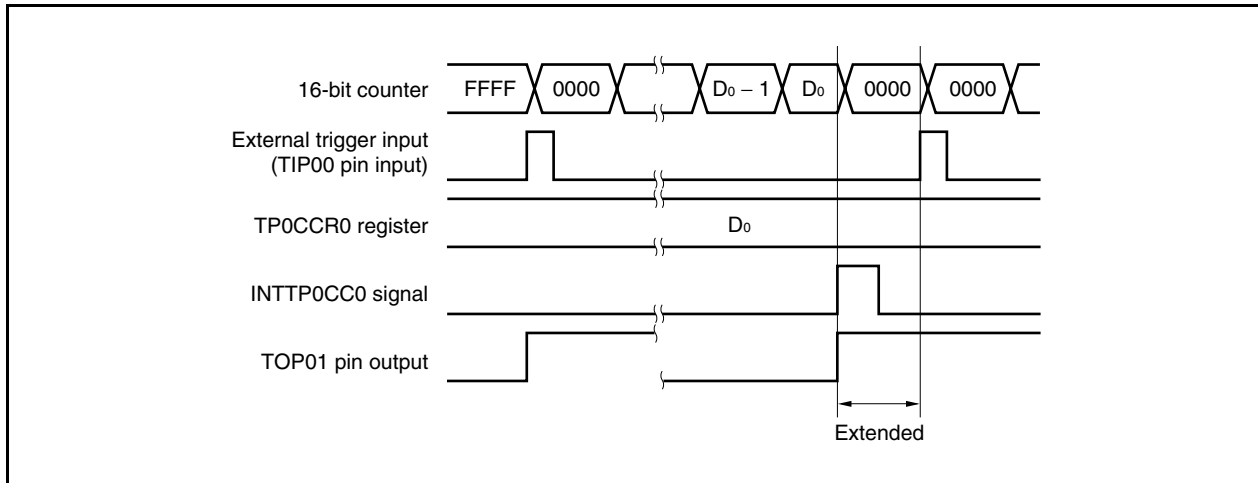 16-bit counter FFFF 0000 D0 − 1 D0 0000 0000
External trigger input
(TIP00 pin input)
TP0CCR0 register D0
INTTP0CC0 signal
TOP01 pin output
Extended